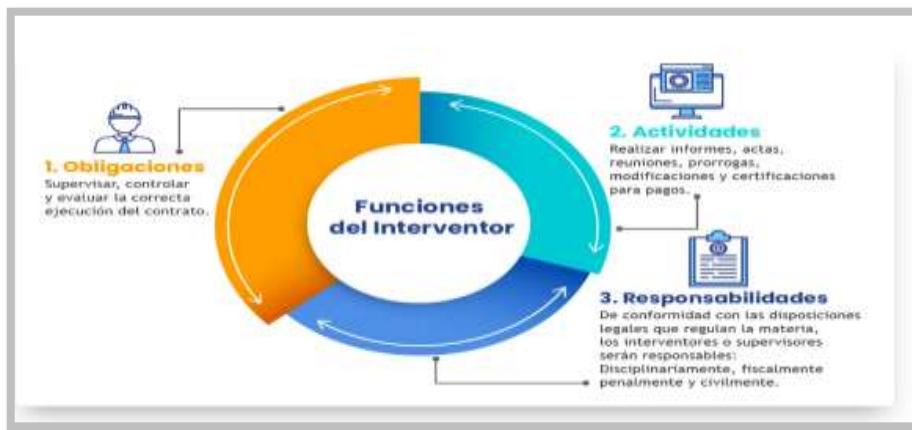 1. Obligaciones
Supervisar, controlar
y evaluar la correcta
ejecución del contrato.
Funciones
del Interventor
2. Actividades
Realizar informes, actas,
reuniones, prorrogas,
modificaciones y certificaciones
para pagos.
3. Responsabilidades
De conformidad con las disposiciones
legales que regulan la materia,
los interventores o supervisores
serán responsables:
Disciplinariamente, fiscalmente
penalmente y civilmente.